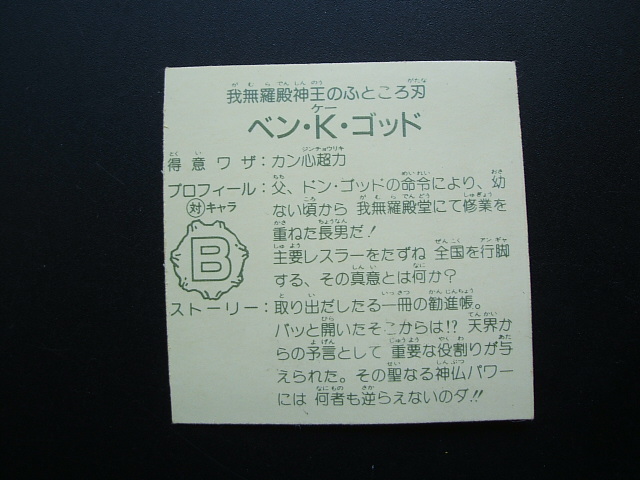 我無羅殿神王のふところ刃
ベン・K・ゴッド
得意ワザ：カン心超力
プロフィール：父、ドン・ゴッドの命令により、幼
対キャラ ない頃から 我無羅殿堂にて修業を
重ねた長男だ！
B 主要レスラーをたずね 全国を行脚
する、その真意とは何か？
ストーリー：取り出だしたる一冊の勧進帳。
パッと開いたそこからは!? 天界か
らの予言として 重要な役割りが与
えられた。その聖なる神仏パワー
には 何者も逆らえないのダ!!